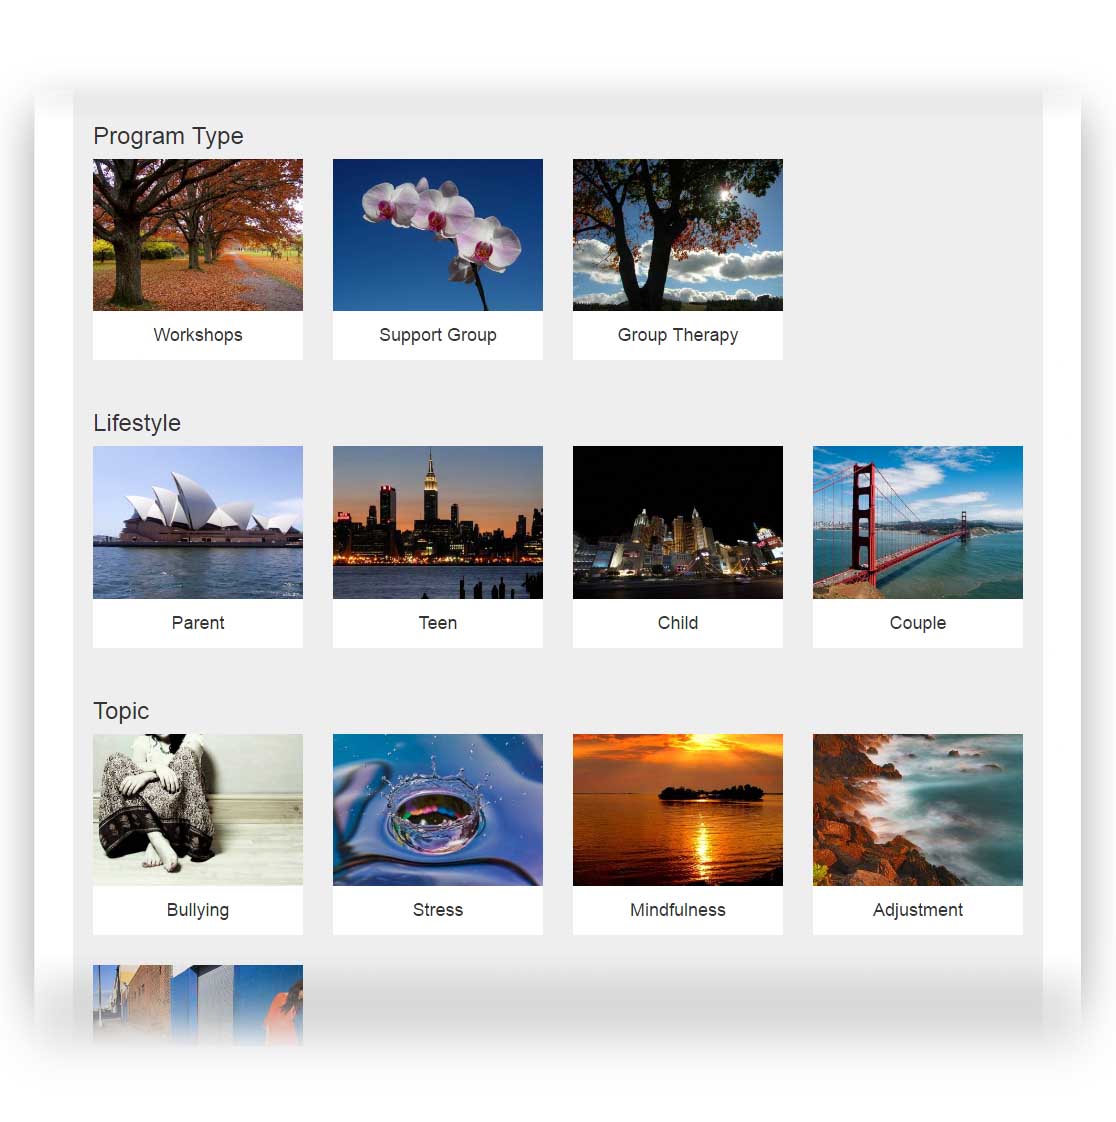 Program Type
Workshops
Support Group
Group Therapy
Lifestyle
Parent
Teen
Child
Couple
Topic
Bullying
Stress
Mindfulness
Adjustment